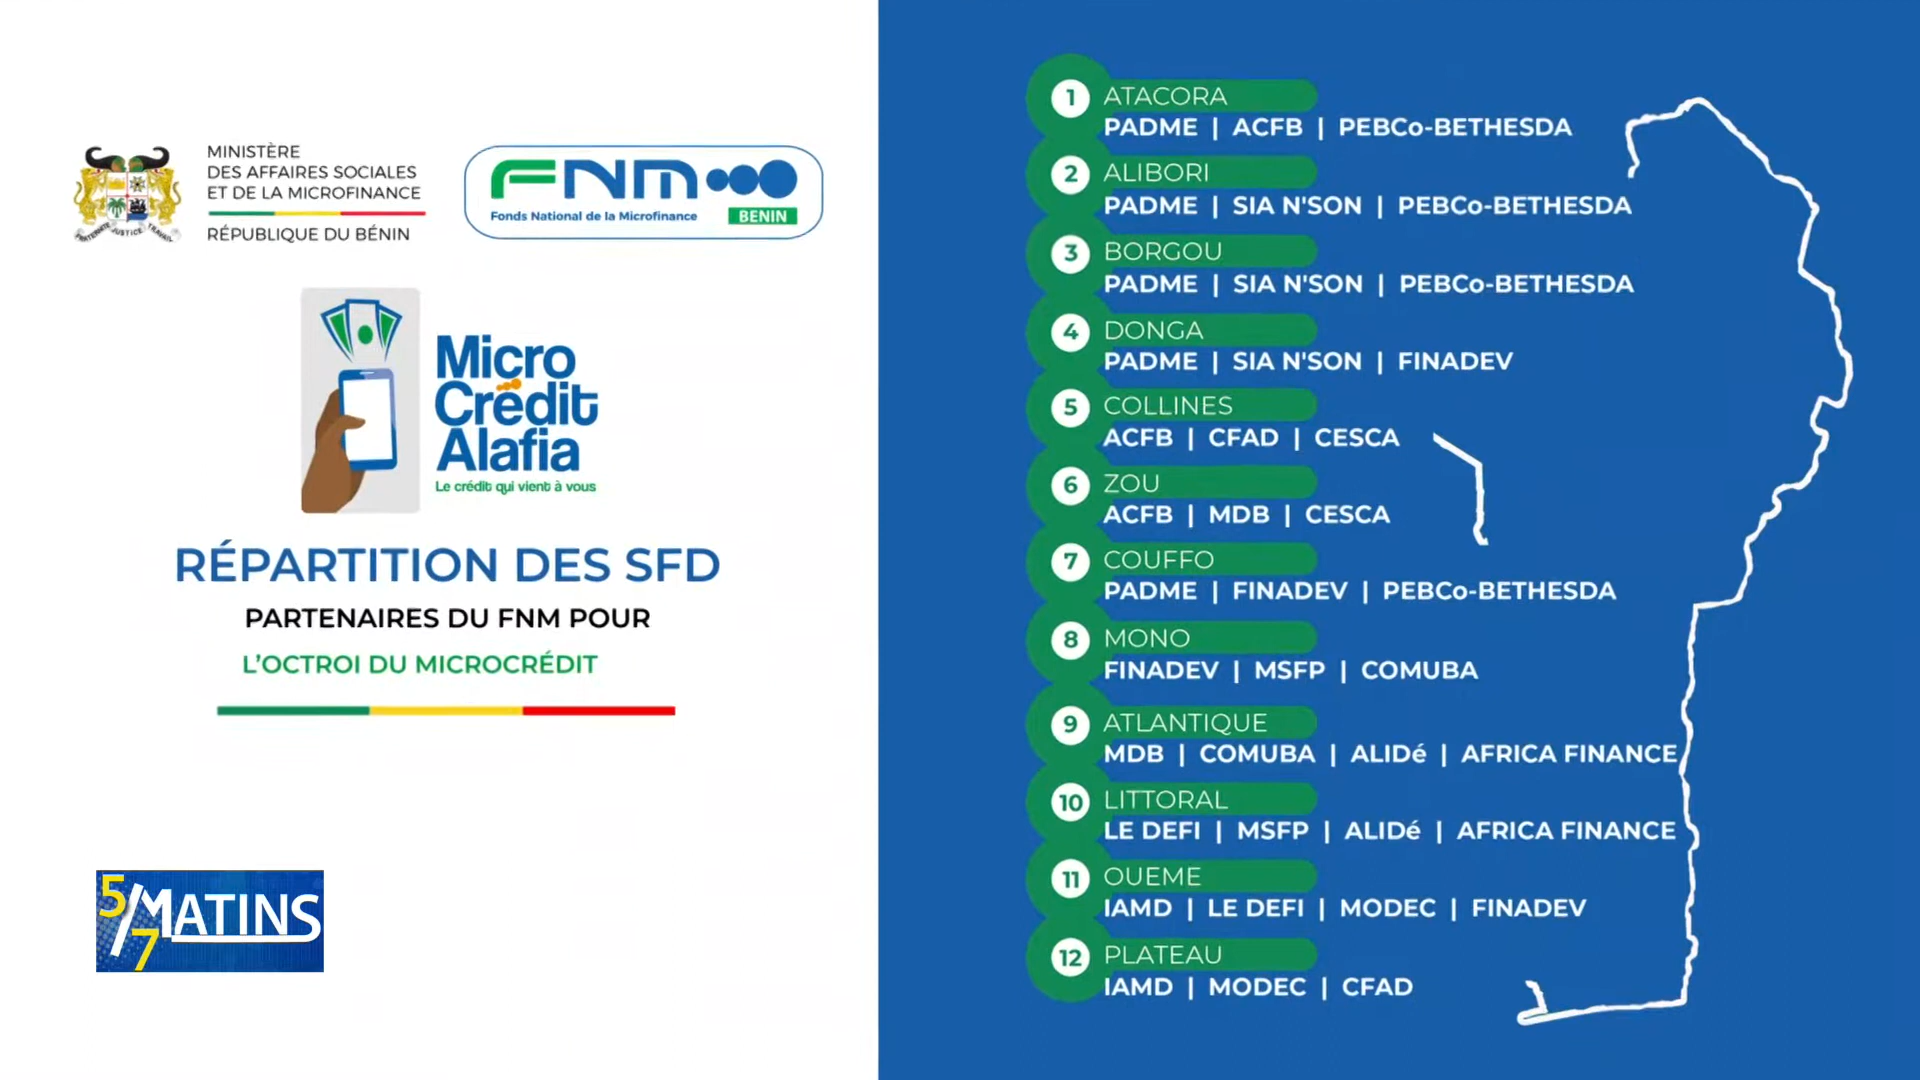 MINISTÈRE
DES AFFAIRES SOCIALES
ET DE LA MICROFINANCE
RÉPUBLIQUE DU BÉNIN
FRATERNITE JUSTICE TRAVAIL
FNM
Fonds National de la Microfinance BENIN
Micro
Crédit
Alafia
Le crédit qui vient à vous
RÉPARTITION DES SFD
PARTENAIRES DU FNM POUR
L'OCTROI DU MICROCRÉDIT
5/7 MATINS
1 ATACORA
PADME | ACFB | PEBCo-BETHESDA
2 ALIBORI
PADME | SIA N'SON | PEBCo-BETHESDA
3 BORGOU
PADME | SIA N'SON | PEBCo-BETHESDA
4 DONGA
PADME | SIA N'SON | FINADEV
5 COLLINES
ACFB | CFAD | CESCA
6 ZOU
ACFB | MDB | CESCA
7 COUFFO
PADME | FINADEV | PEBCo-BETHESDA
8 MONO
FINADEV | MSFP | COMUBA
9 ATLANTIQUE
MDB | COMUBA | ALIDé | AFRICA FINANCE
10 LITTORAL
LE DEFI | MSFP | ALIDé | AFRICA FINANCE
11 OUEME
IAMD | LE DEFI | MODEC | FINADEV
12 PLATEAU
IAMD | MODEC | CFAD